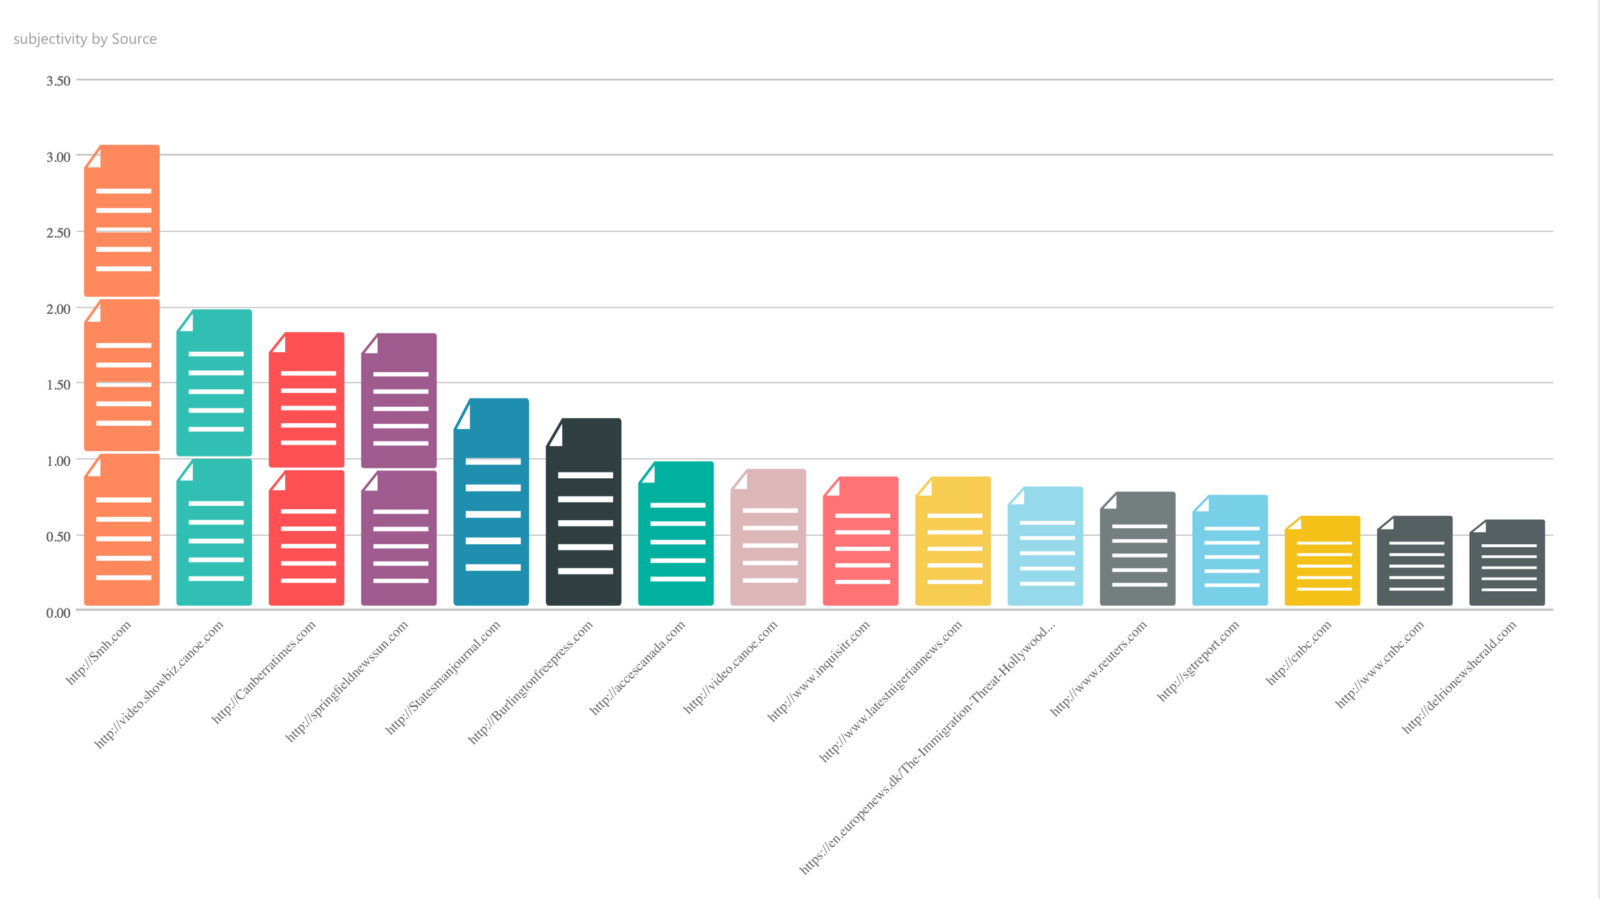 subjectivity by Source
3.50
3.00
2.50
2.00
1.50
1.00
0.50
0.00
http://Smh.com
http://video.showbiz.canoe.com
http://Canberratimes.com
http://springfieldnewssun.com
http://Statesmanjournal.com
http://Burlingtonfreepress.com
http://accescanada.com
http://video.canoe.com
http://www.inquisitr.com
http://www.latestnigeriannews.com
https://en.europenews.dk/The-Immigration-Threat-Hollywood...
http://www.reuters.com
http://sgtreport.com
http://cnbc.com
http://www.cnbc.com
http://delrionewsherald.com